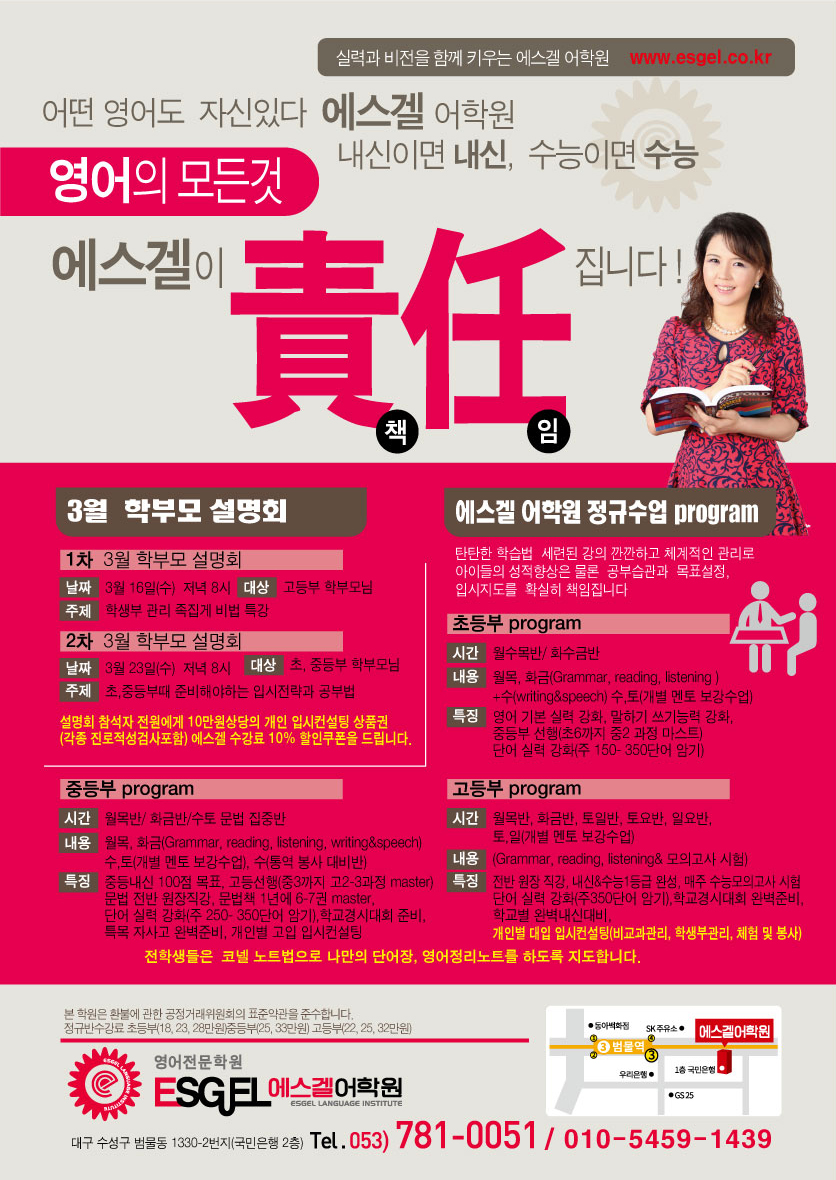 실력과 비전을 함께 키우는 에스겔 어학원 www.esgel.co.kr
어떤 영어도 자신있다 에스겔 어학원
내신이면 내신, 수능이면 수능
영어의 모든것
에스겔이 責任 집니다 !
책 임
OXFORD
3월 학부모 설명회
1차 3월 학부모 설명회
날짜 3월 16일(수) 저녁 8시 대상 고등부 학부모님
주제 학생부 관리 족집게 비법 특강
2차 3월 학부모 설명회
날짜 3월 23일(수) 저녁 8시 대상 초, 중등부 학부모님
주제 초,중등부때 준비해야하는 입시전략과 공부법
설명회 참석자 전원에게 10만원상당의 개인 입시컨설팅 상품권
(각종 진로적성검사포함) 에스겔 수강료 10% 할인쿠폰을 드립니다.
에스겔 어학원 정규수업 program
탄탄한 학습법 세련된 강의 깐깐하고 체계적인 관리로
아이들의 성적향상은 물론 공부습관과 목표설정,
입시지도를 확실히 책임집니다
초등부 program
시간 월수목반/ 화수금반
내용 월목, 화금(Grammar, reading, listening )
+수(writing&speech) 수,토(개별 멘토 보강수업)
특징 영어 기본 실력 강화, 말하기 쓰기능력 강화,
중등부 선행(초6까지 중2 과정 마스트)
단어 실력 강화(주 150- 350단어 암기)
중등부 program
시간 월목반/ 화금반/수토 문법 집중반
내용 월목, 화금(Grammar, reading, listening, writing&speech)
수,토(개별 멘토 보강수업), 수(통역 봉사 대비반)
특징 중등내신 100점 목표, 고등선행(중3까지 고2-3과정 master)
문법 전반 원장직강, 문법책 1년에 6-7권 master,
단어 실력 강화(주 250- 350단어 암기),학교경시대회 준비,
특목 자사고 완벽준비, 개인별 고입 입시컨설팅
고등부 program
시간 월목반, 화금반, 토일반, 토요반, 일요반,
토,일(개별 멘토 보강수업)
내용 (Grammar, reading, listening& 모의고사 시험)
특징 전반 원장 직강, 내신&수능1등급 완성, 매주 수능모의고사 시험
단어 실력 강화(주350단어 암기),학교경시대회 완벽준비,
학교별 완벽내신대비,
개인별 대입 입시컨설팅(비교과관리, 학생부관리, 체험 및 봉사)
전학생들은 코넬 노트법으로 나만의 단어장, 영어정리노트를 하도록 지도합니다.
본 학원은 환불에 관한 공정거래위원회의 표준약관을 준수합니다.
정규반수강료 초등부(18, 23, 28만원)중등부(25, 33만원) 고등부(22, 25, 32만원)
ESGEL LANGUAGE INSTITUTE
영어전문학원
ESGEL 에스겔어학원
ESGEL LANGUAGE INSTITUTE
동아백화점 SK주유소 에스겔어학원
① ④
③ 범물역
② ③
우리은행 1층 국민은행
GS25
대구 수성구 범물동 1330-2번지(국민은행 2층) Tel. 053) 781-0051 / 010-5459-1439